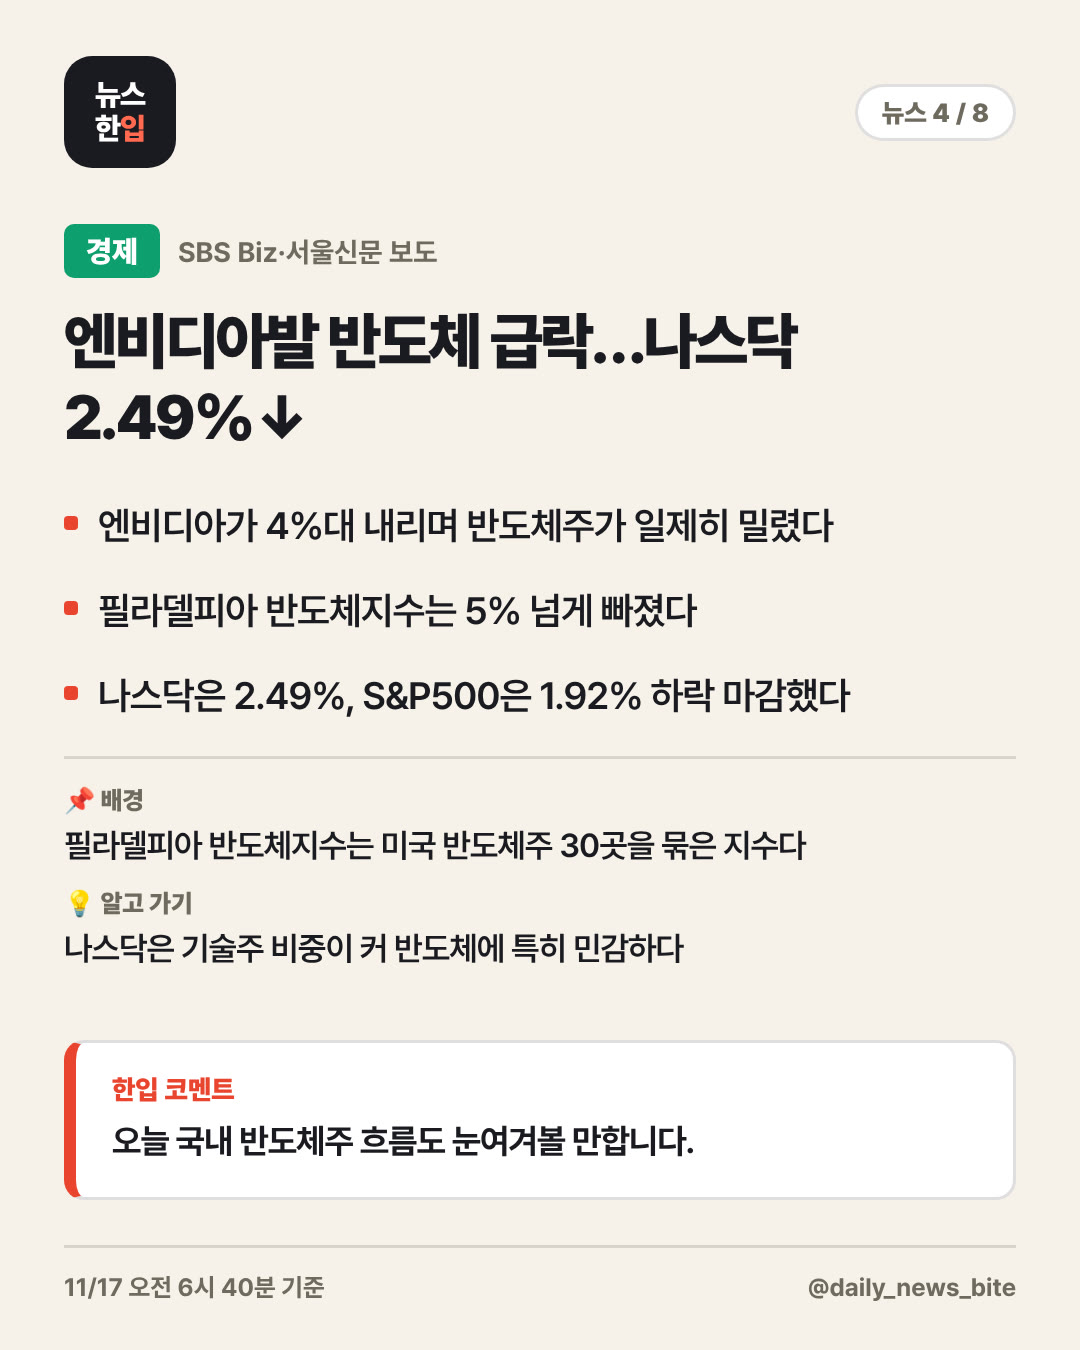 뉴스
한입
뉴스 4 / 8
경제 SBS Biz·서울신문 보도
엔비디아발 반도체 급락...나스닥
2.49%↓
엔비디아가 4%대 내리며 반도체주가 일제히 밀렸다
필라델피아 반도체지수는 5% 넘게 빠졌다
나스닥은 2.49%, S&P500은 1.92% 하락 마감했다
📌 배경
필라델피아 반도체지수는 미국 반도체주 30곳을 묶은 지수다
💡 알고 가기
나스닥은 기술주 비중이 커 반도체에 특히 민감하다
한입 코멘트
오늘 국내 반도체주 흐름도 눈여겨볼 만합니다.
11/17 오전 6시 40분 기준
@daily_news_bite